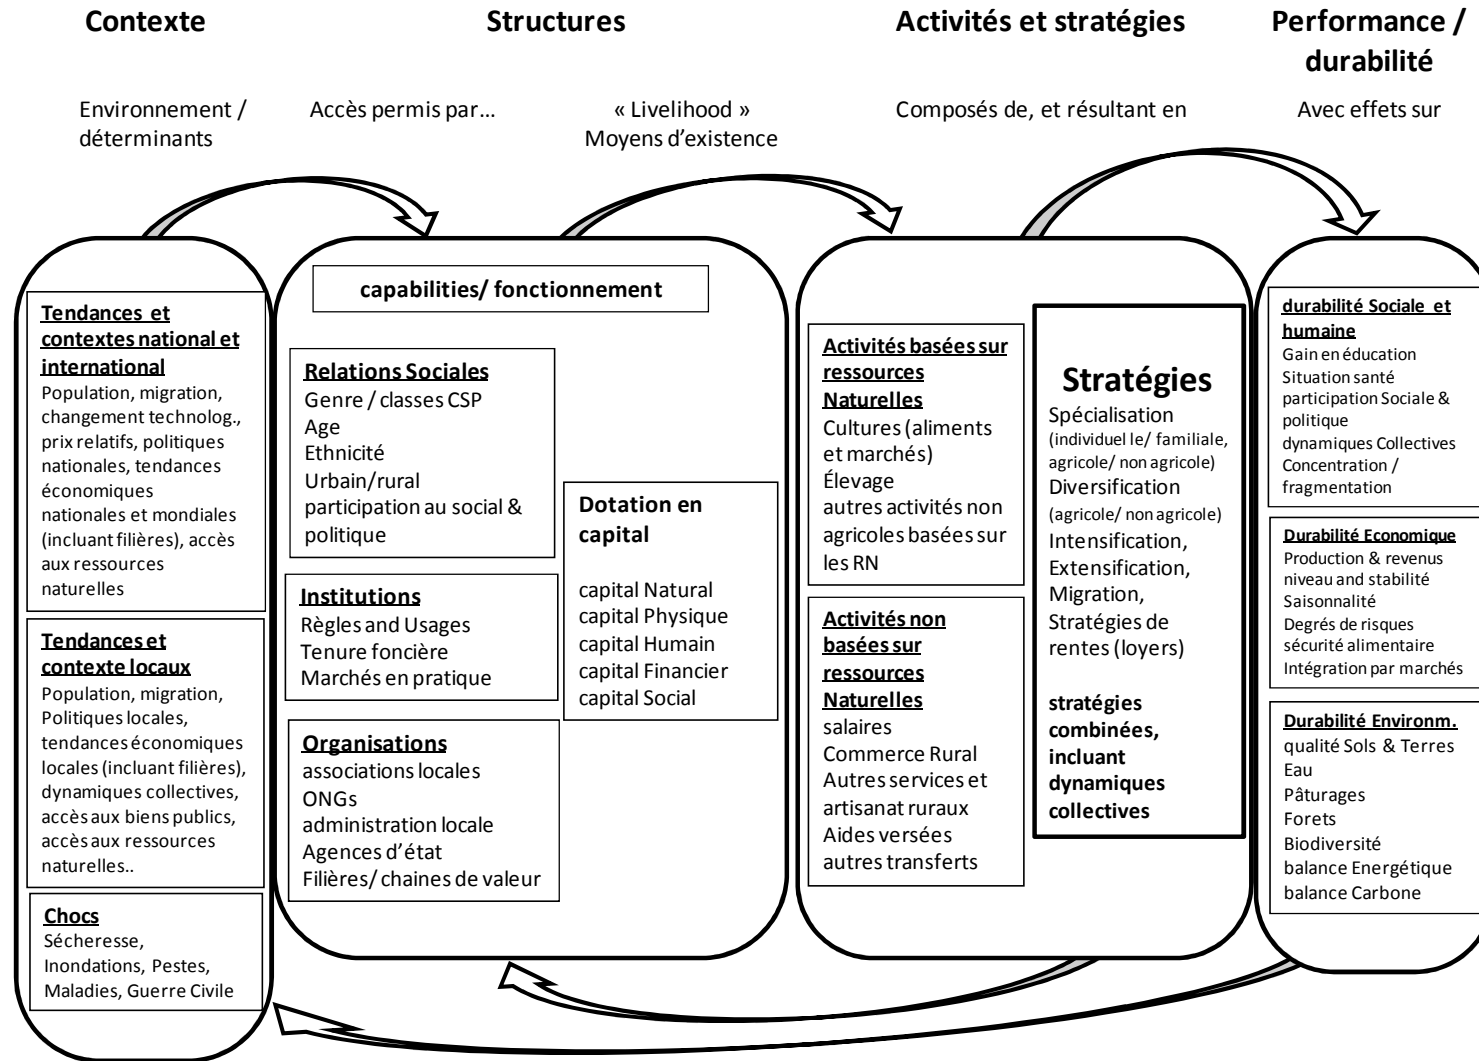 Contexte
Structures
Activités et stratégies
Performance /
durabilité
Environnement /
déterminants
Accès permis par…
« Livelihood »
Moyens d’existence
Composés de, et résultant en
Avec effets sur
Tendances et
contextes national et
international
Population, migration,
changement technolog.,
prix relatifs, politiques
nationales, tendances
économiques
nationales et mondiales
(incluant filières), accès
aux ressources
naturelles
Tendances et
contexte locaux
Population, migration,
Politiques locales,
tendances économiques
locales (incluant filières),
dynamiques collectives,
accès aux biens publics,
accès aux ressources
naturelles..
Chocs
Sécheresse,
Inondations, Pestes,
Maladies, Guerre Civile
capabilities/ fonctionnement
Relations Sociales
Genre / classes CSP
Age
Ethnicité
Urbain/rural
participation au social &
politique
Institutions
Règles and Usages
Tenure foncière
Marchés en pratique
Organisations
associations locales
ONGs
administration locale
Agences d’état
Filières/ chaines de valeur
Dotation en
capital
capital Natural
capital Physique
capital Humain
capital Financier
capital Social
Activités basées sur
ressources
Naturelles
Cultures (aliments
et marchés)
Élevage
autres activités non
agricoles basées sur
les RN
Activités non
basées sur
ressources
Naturelles
salaires
Commerce Rural
Autres services et
artisanat ruraux
Aides versées
autres transferts
Stratégies
Spécialisation
(individuel le/ familiale,
agricole/ non agricole)
Diversification
(agricole/ non agricole)
Intensification,
Extensification,
Migration,
Stratégies de
rentes (loyers)
stratégies
combinées,
incluant
dynamiques
collectives
durabilité Sociale et
humaine
Gain en éducation
Situation santé
participation Sociale &
politique
dynamiques Collectives
Concentration /
fragmentation
Durabilité Economique
Production & revenus
niveau and stabilité
Saisonnalité
Degrés de risques
sécurité alimentaire
Intégration par marchés
Durabilité Environm.
qualité Sols & Terres
Eau
Pâturages
Forets
Biodiversité
balance Energétique
balance Carbone